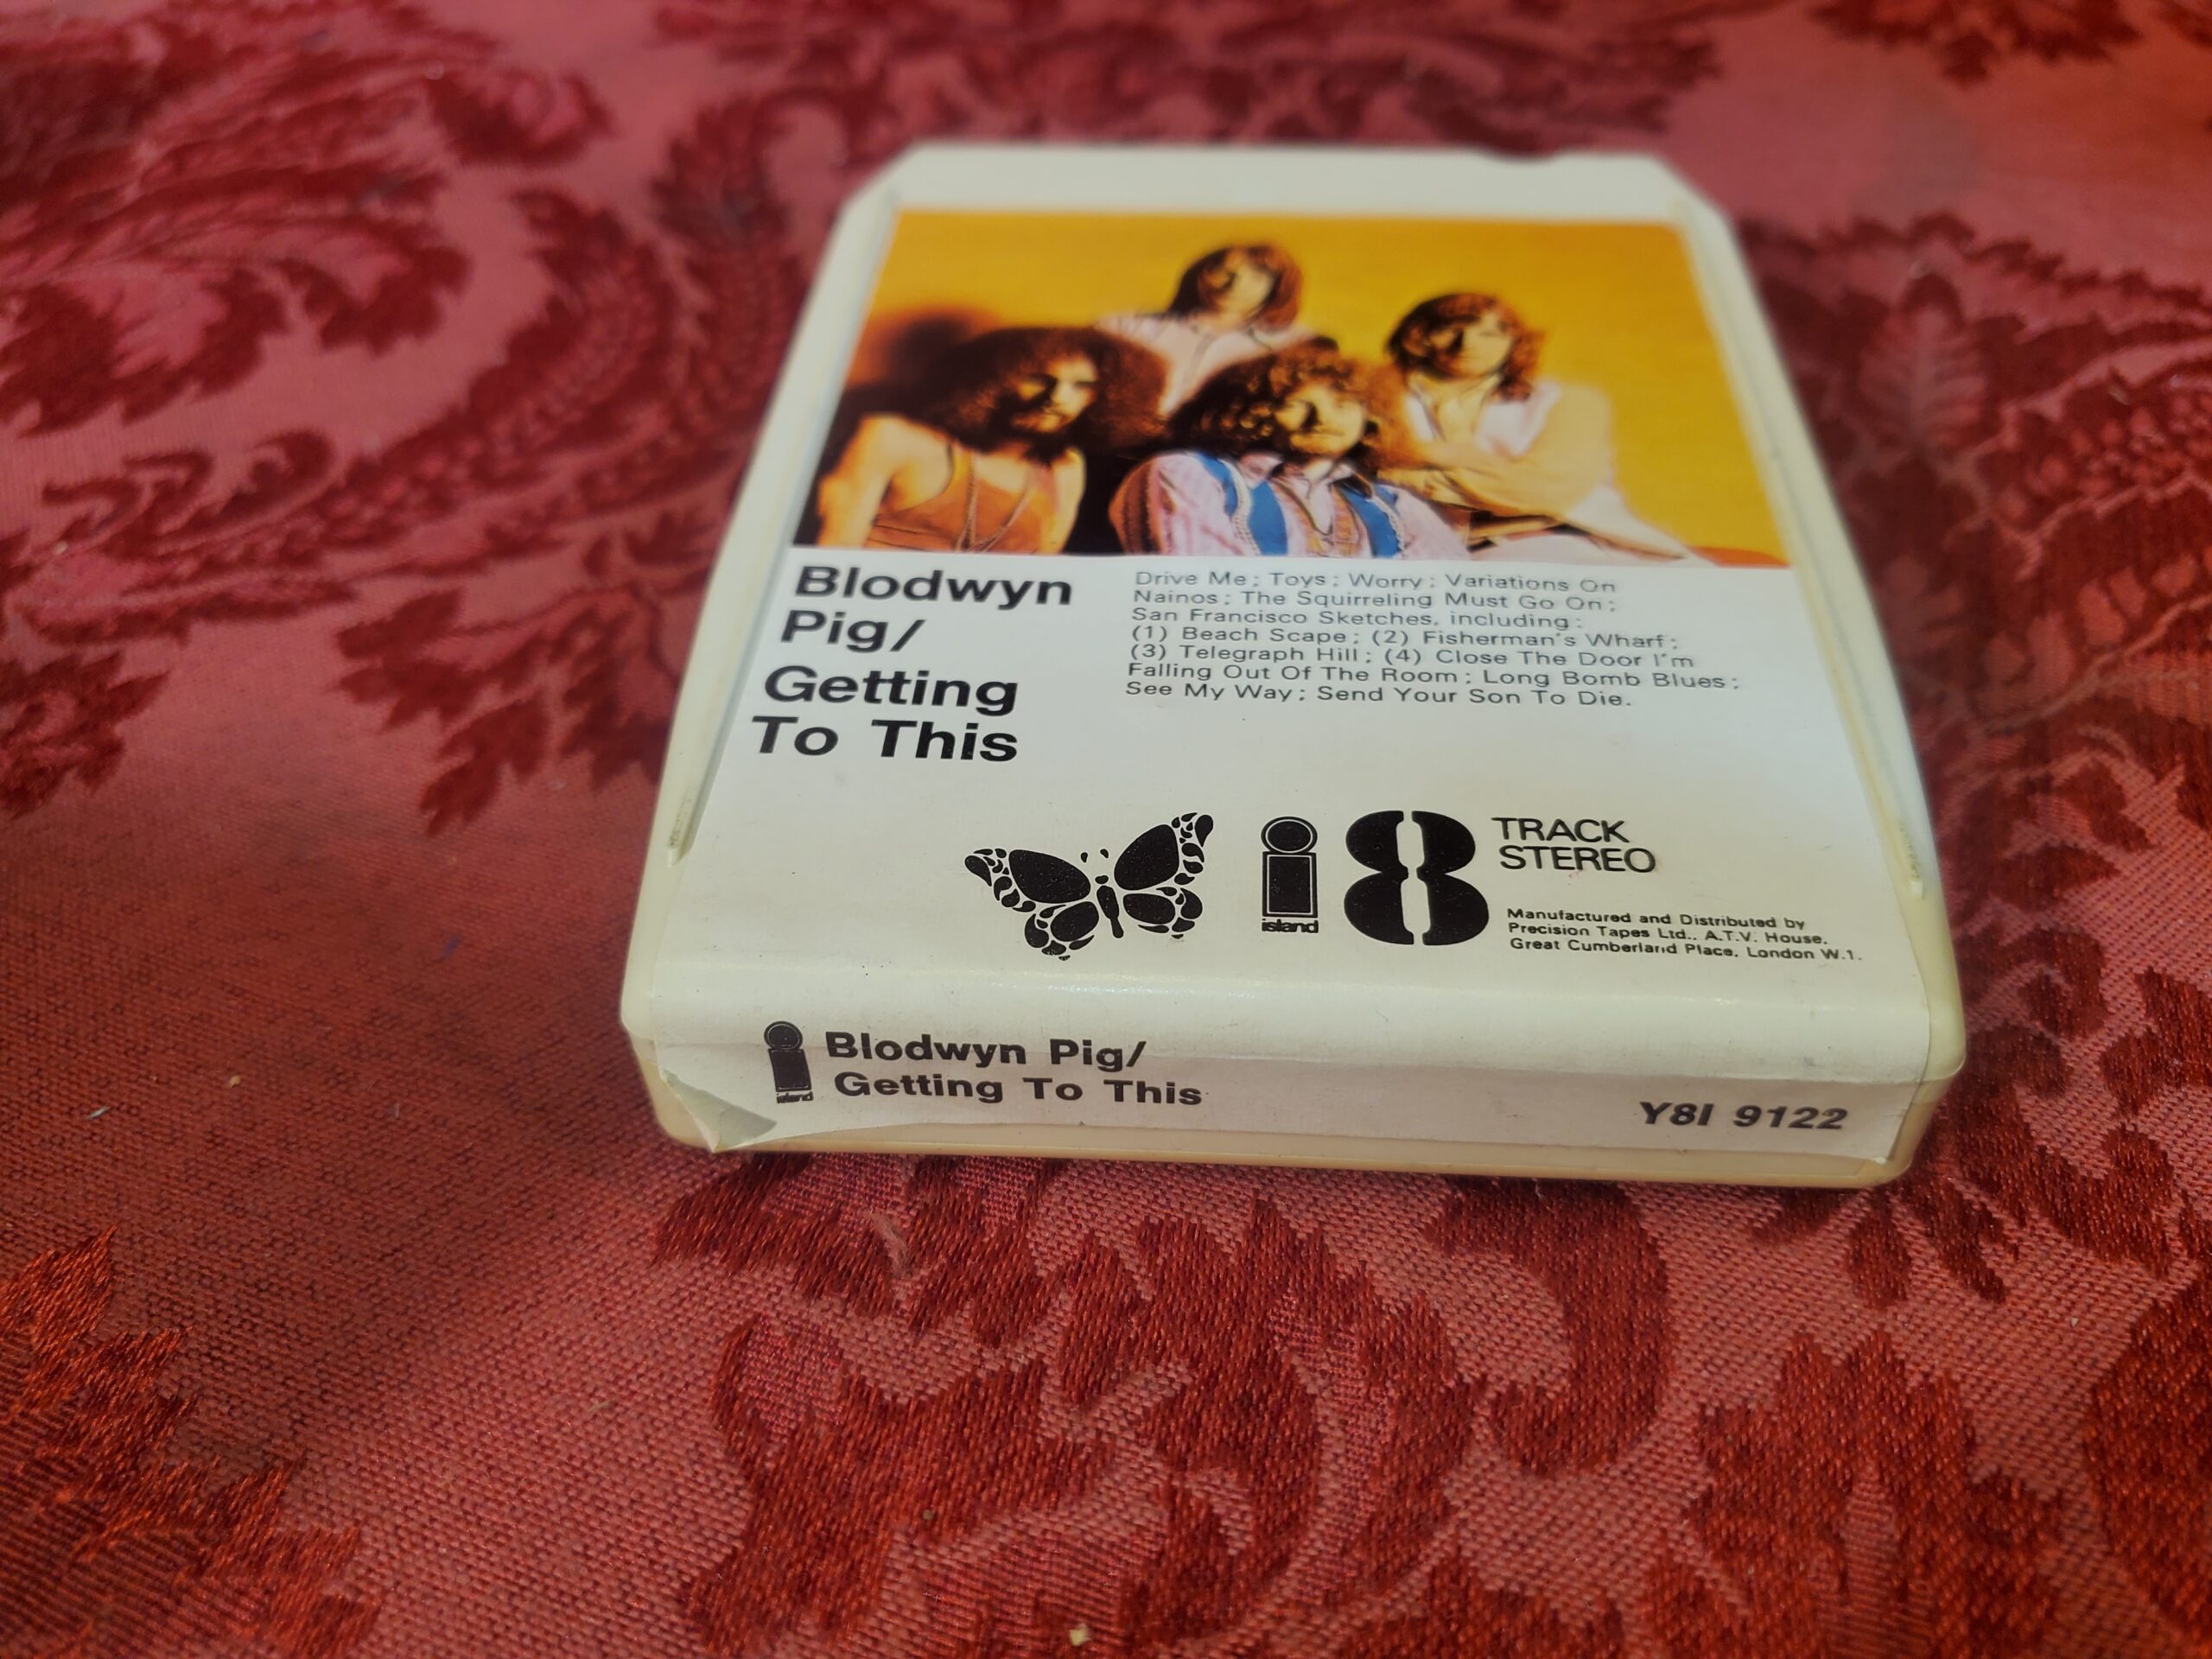 Blodwyn
Pig/
Getting
To This
Drive Me; Toys; Worry; Variations On
Nainos; The Squirreling Must Go On;
San Francisco Sketches, including:
(1) Beach Scape; (2) Fisherman's Wharf;
(3) Telegraph Hill; (4) Close The Door I'm
Falling Out Of The Room; Long Bomb Blues;
See My Way; Send Your Son To Die.
i
island
8
TRACK
STEREO
Manufactured and Distributed by
Precision Tapes Ltd., A.T.V. House,
Great Cumberland Place, London W.1.
i
island
Blodwyn Pig/
Getting To This
Y8I 9122